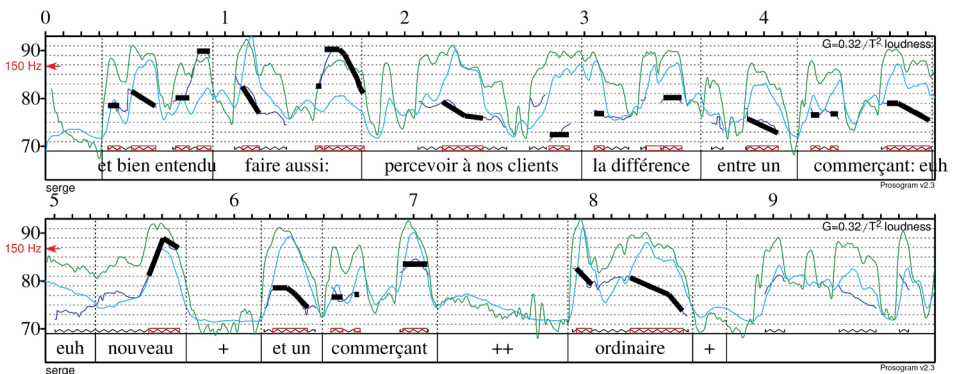 0 1 2 3 4
G=0.32/T2 loudness
90
150 Hz
80
70
et bien entendu faire aussi: percevoir à nos clients la différence entre un commerçant: euh
serge Prosogram v2.3
5 6 7 8 9
G=0.32/T2 loudness
90
150 Hz
80
70
euh nouveau + et un commerçant ++ ordinaire +
serge Prosogram v2.3